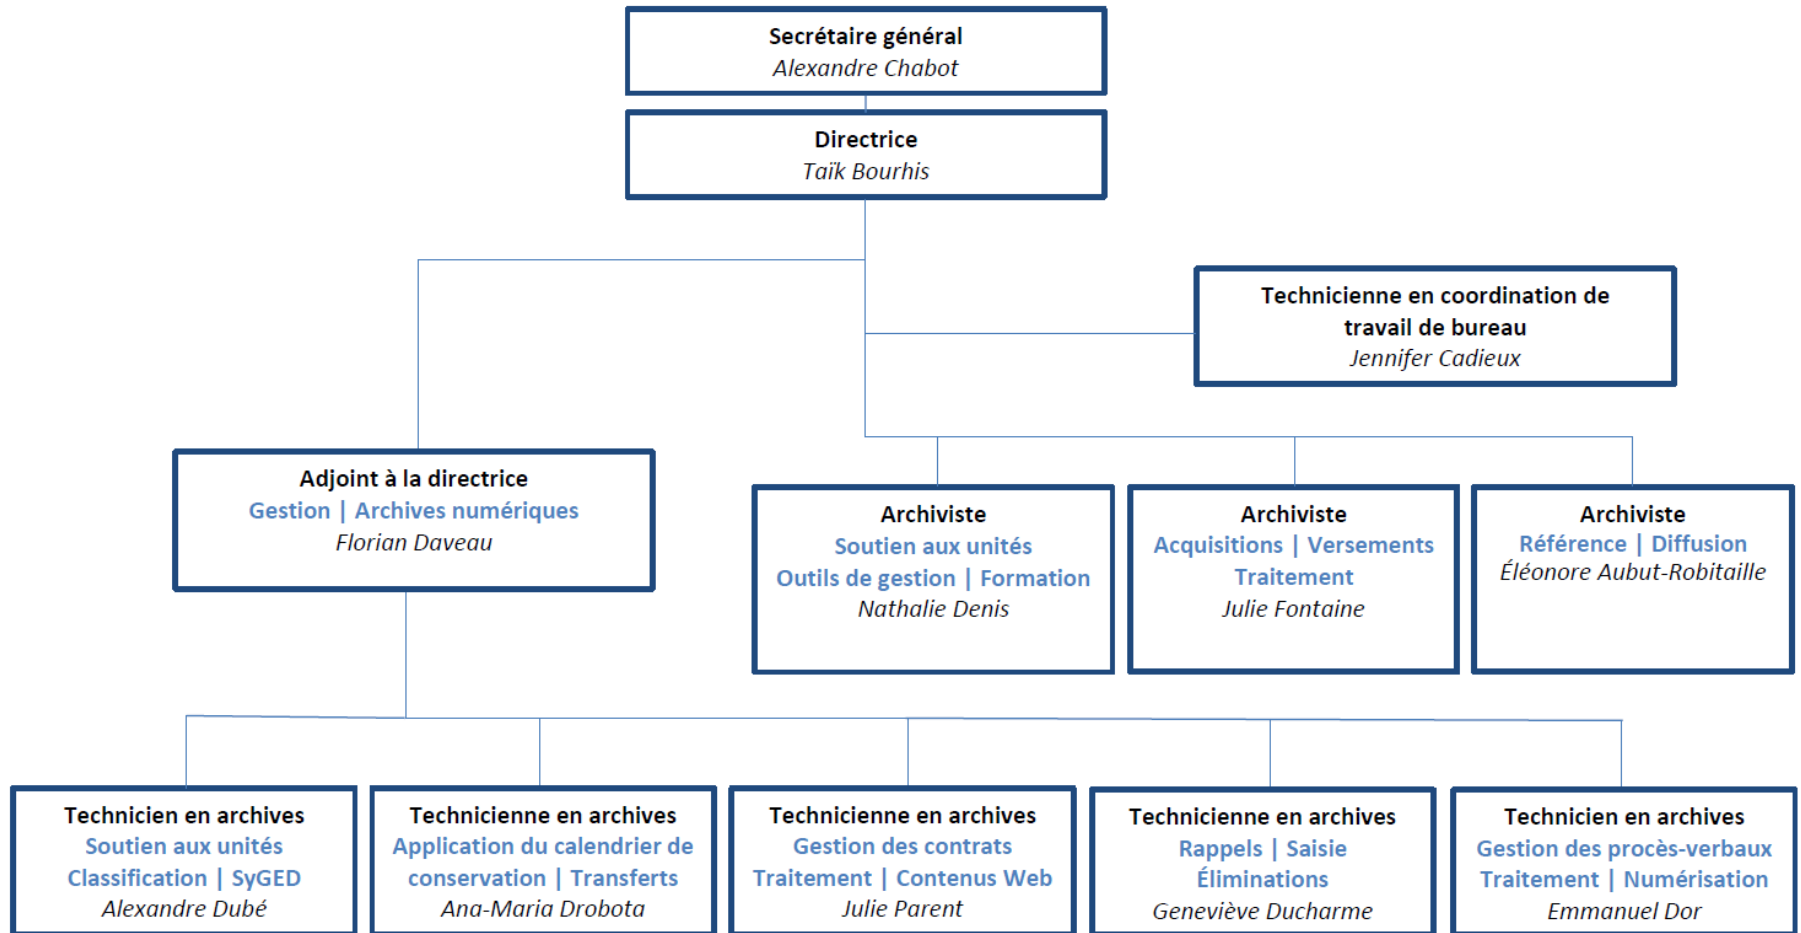 Secrétaire général
Alexandre Chabot
Directrice
Taïk Bourhis
Technicienne en coordination de
travail de bureau
Jennifer Cadieux
Adjoint à la directrice
Gestion | Archives numériques
Florian Daveau
Archiviste
Soutien aux unités
Outils de gestion | Formation
Nathalie Denis
Archiviste
Acquisitions | Versements
Traitement
Julie Fontaine
Archiviste
Référence | Diffusion
Éléonore Aubut-Robitaille
Technicien en archives
Soutien aux unités
Classification | SyGED
Alexandre Dubé
Technicienne en archives
Application du calendrier de
conservation | Transferts
Ana-Maria Drobota
Technicienne en archives
Gestion des contrats
Traitement | Contenus Web
Julie Parent
Technicienne en archives
Rappels | Saisie
Éliminations
Geneviève Ducharme
Technicien en archives
Gestion des procès-verbaux
Traitement | Numérisation
Emmanuel Dor